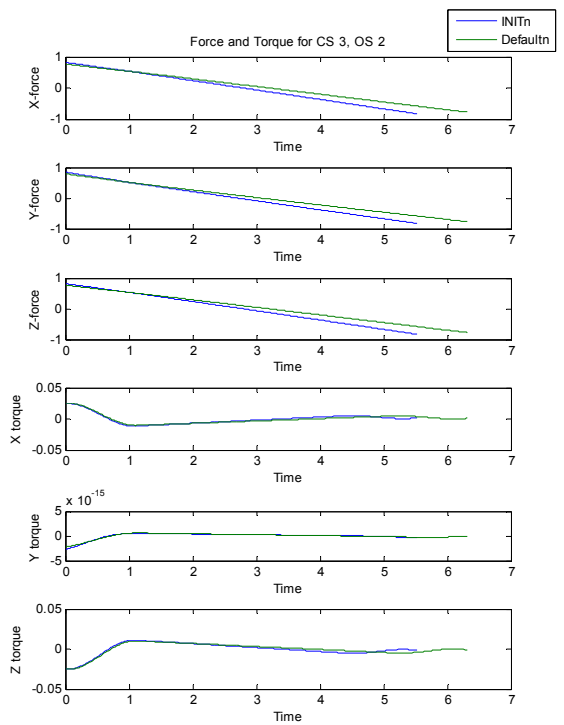 INITn
Defaultn
Force and Torque for CS 3, OS 2
1
0
-1
X-force
0 1 2 3 4 5 6 7
Time
1
0
-1
Y-force
0 1 2 3 4 5 6 7
Time
1
0
-1
Z-force
0 1 2 3 4 5 6 7
Time
0.05
0
-0.05
X torque
0 1 2 3 4 5 6 7
Time
x 10^-15
5
0
-5
Y torque
0 1 2 3 4 5 6 7
Time
0.05
0
-0.05
Z torque
0 1 2 3 4 5 6 7
Time